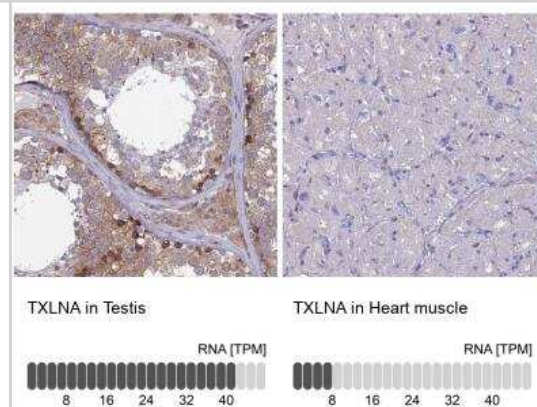 TXLNA in Testis
RNA [TPM]
8 16 24 32 40
TXLNA in Heart muscle
RNA [TPM]
8 16 24 32 40